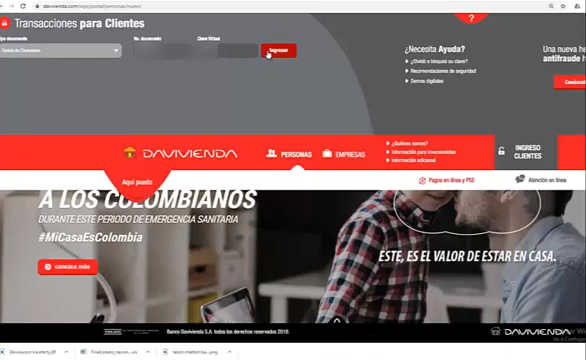 davivienda.com/wps/portal/personas/nuevo
Transacciones para Clientes
?
Tipo documento
No. documento
Clave Virtual
Cédula de Ciudadanía
Ingresar
¿Necesita Ayuda?
¿Olvidó o bloqueó su clave?
Recomendaciones de seguridad
Demos digitales
Una nueva he
antifraude
Conózcal
DAVIVIENDA
PERSONAS
EMPRESAS
¿Quiénes somos?
Información para inversionistas
Información adicional
INGRESO
CLIENTES
Aquí puedo
Pagos en línea y PSE
Atención en línea
A LOS COLOMBIANOS
DURANTE ESTE PERIODO DE EMERGENCIA SANITARIA
#MiCasaEsColombia
CONOZCA MÁS
ÉSTE, ES EL VALOR DE ESTAR EN CASA.
Banco Davivienda S.A. todos los derechos reservados 2018.
DAVIVIENDA